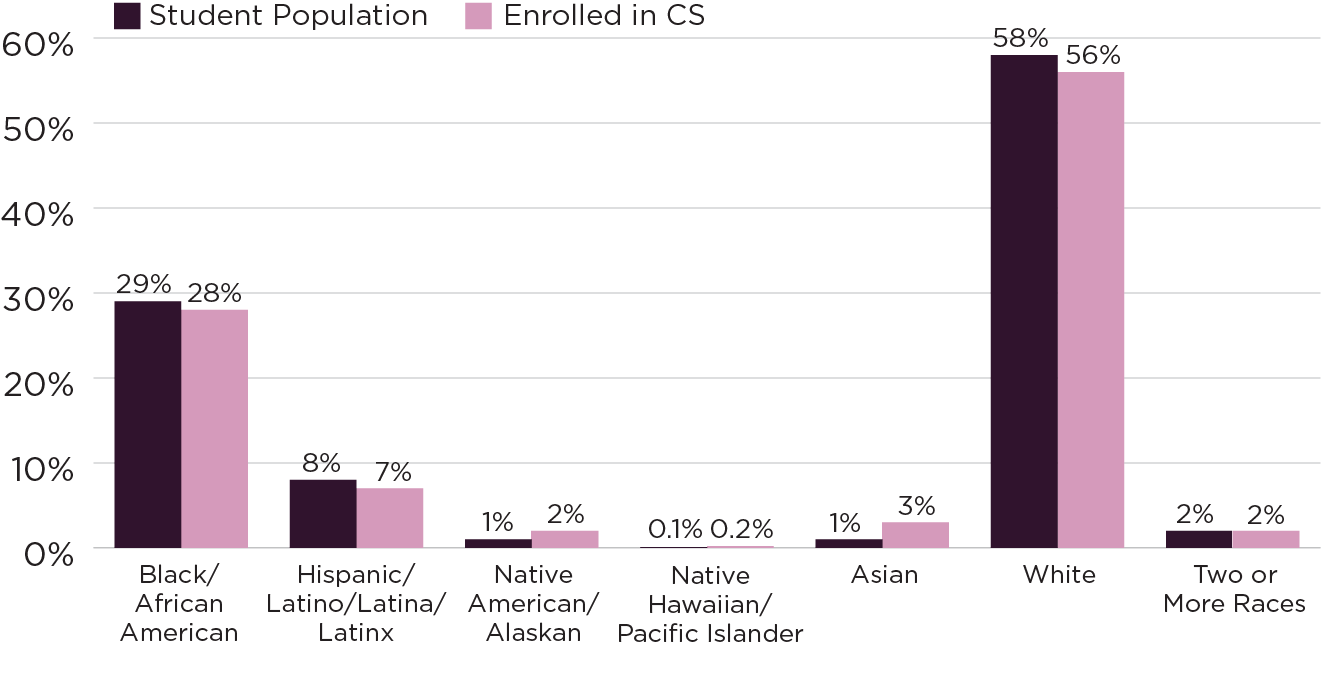 Student Population
Enrolled in CS
60%
50%
40%
30%
20%
10%
0%
29%
28%
8%
7%
1%
2%
0.1%
0.2%
1%
3%
58%
56%
2%
2%
Black/
African
American
Hispanic/
Latino/Latina/
Latinx
Native
American/
Alaskan
Native
Hawaiian/
Pacific Islander
Asian
White
Two or
More Races